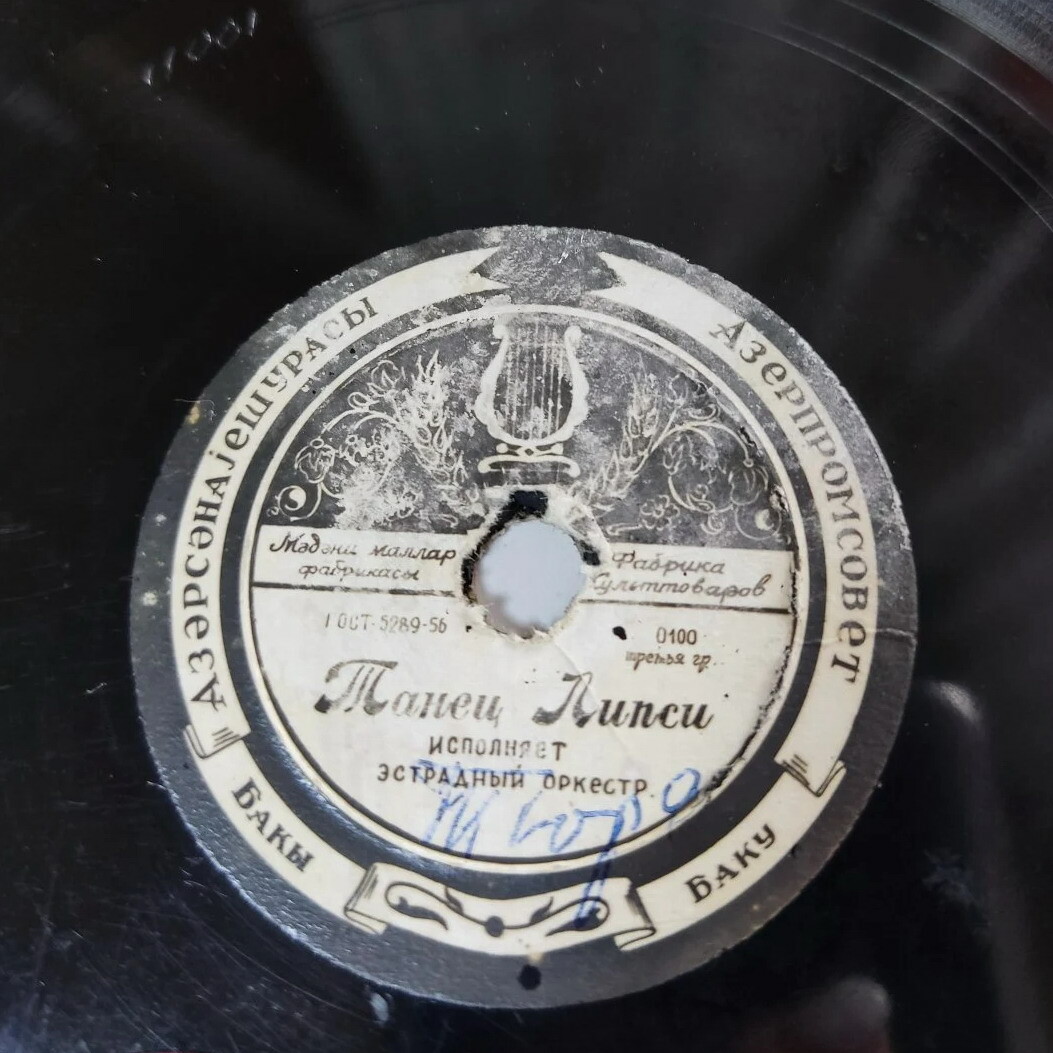 АЗӘРСӘНАЈЕШУРАСЫ
Азерпромсовет
Мәдәни маллар
фабрикасы
Фабрика
Культтоваров
ГОСТ-5289-56
0100
третья гр.
Танец Липси
ИСПОЛНЯЕТ
ЭСТРАДНЫЙ ОРКЕСТР.
БАКЫ
БАКУ